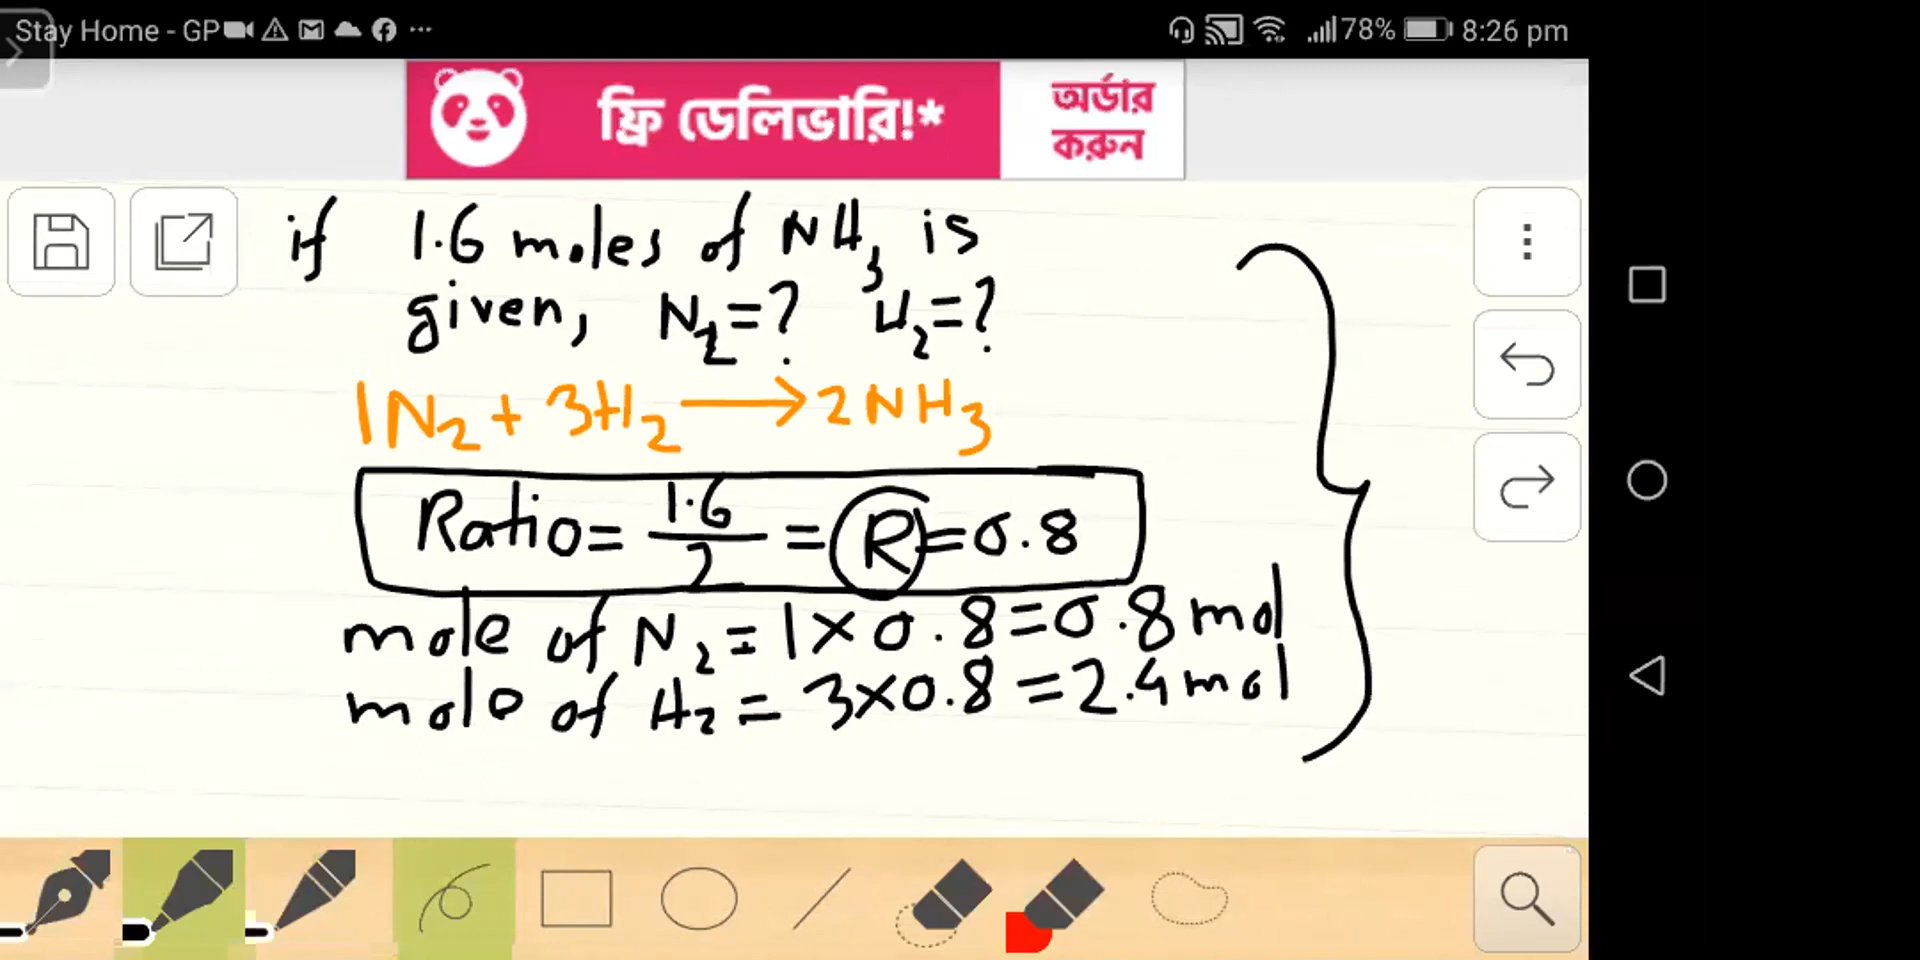 Stay Home - GP 78% 8:26 pm
ফ্রি ডেলিভারি!* অর্ডার
করুন
if 1.6 moles of NH₃ is
given, N₂=? H₂=?
1N₂ + 3H₂ → 2NH₃
Ratio = 1.6/2 = R = 0.8
mole of N₂ = 1 × 0.8 = 0.8 mol
mole of H₂ = 3 × 0.8 = 2.4 mol